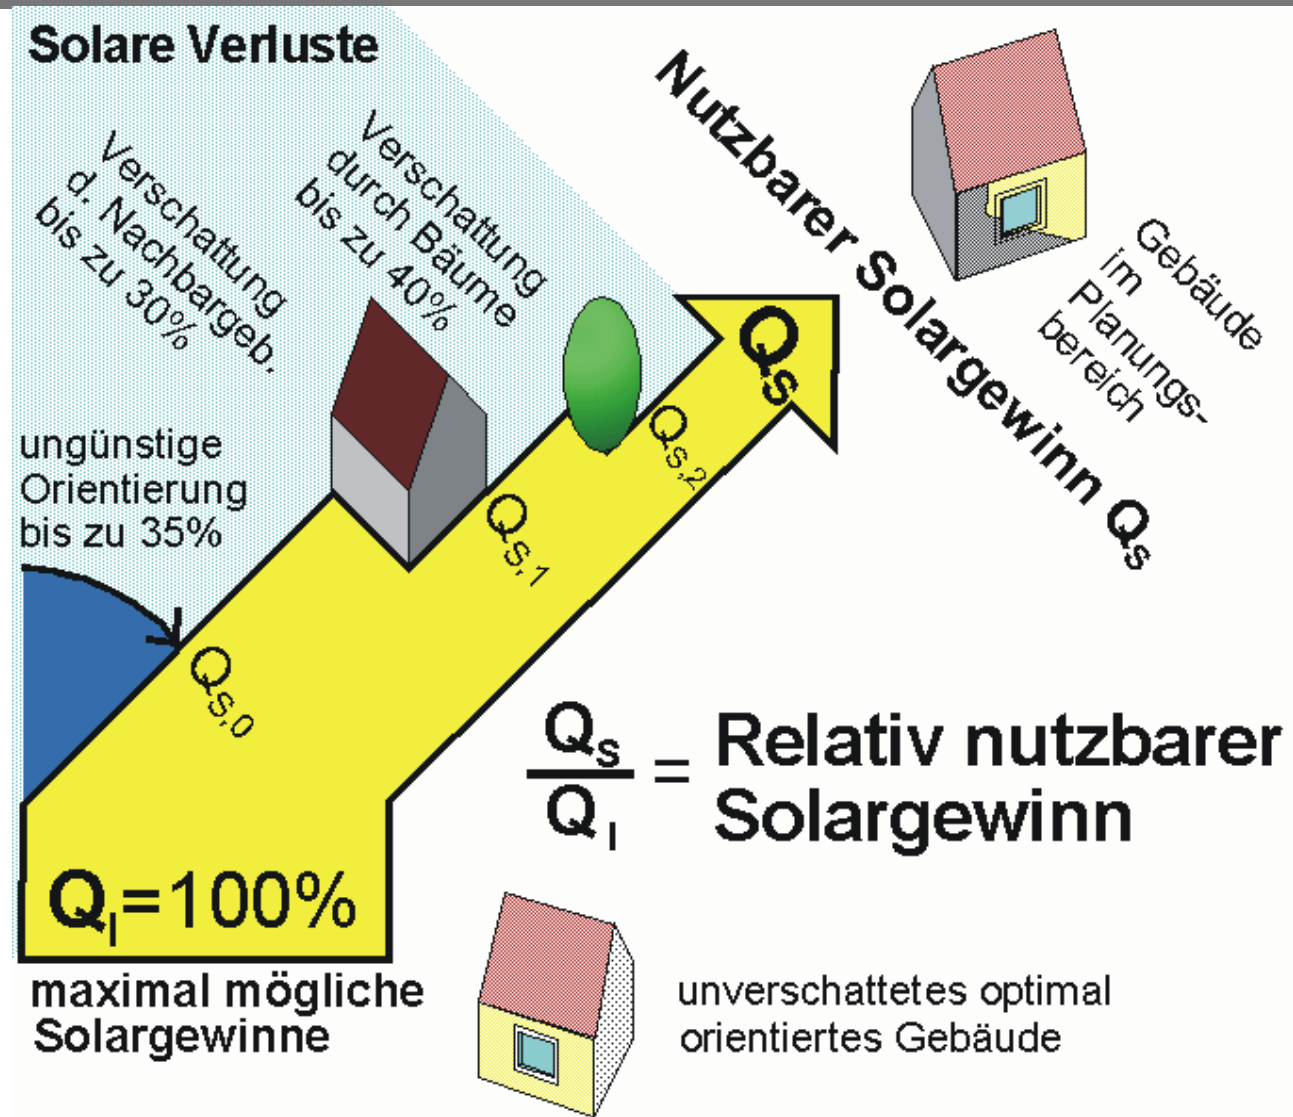 Solare Verluste
Verschattung
d. Nachbargeb.
bis zu 30%
Verschattung
durch Bäume
bis zu 40%
ungünstige
Orientierung
bis zu 35%
Nutzbarer Solargewinn Qs
Gebäude
im
Planungs-
bereich
Qs
Qs,2
Qs,1
Qs,0
Qs
QI
= Relativ nutzbarer
Solargewinn
QI=100%
maximal mögliche
Solargewinne
unverschattetes optimal
orientiertes Gebäude